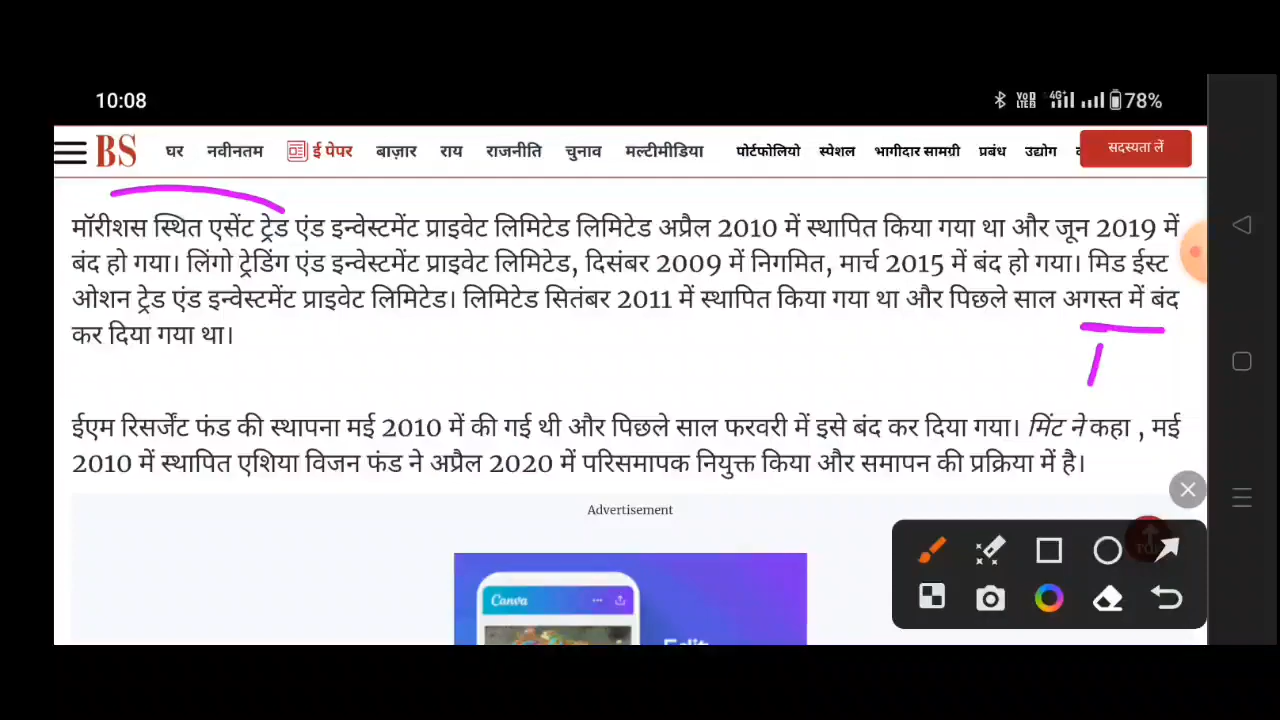 10:08
VoD LTED 4G+ 78%
BS घर नवीनतम ई पेपर बाज़ार राय राजनीति चुनाव मल्टीमीडिया पोर्टफोलियो स्पेशल भागीदार सामग्री प्रबंध उद्योग सदस्यता लें
मॉरीशस स्थित एसेंट ट्रेड एंड इन्वेस्टमेंट प्राइवेट लिमिटेड लिमिटेड अप्रैल 2010 में स्थापित किया गया था और जून 2019 में
बंद हो गया। लिंगो ट्रेडिंग एंड इन्वेस्टमेंट प्राइवेट लिमिटेड, दिसंबर 2009 में निगमित, मार्च 2015 में बंद हो गया। मिड ईस्ट
ओशन ट्रेड एंड इन्वेस्टमेंट प्राइवेट लिमिटेड। लिमिटेड सितंबर 2011 में स्थापित किया गया था और पिछले साल अगस्त में बंद
कर दिया गया था।
ईएम रिसर्जेंट फंड की स्थापना मई 2010 में की गई थी और पिछले साल फरवरी में इसे बंद कर दिया गया। मिंट ने कहा , मई
2010 में स्थापित एशिया विजन फंड ने अप्रैल 2020 में परिसमापक नियुक्त किया और समापन की प्रक्रिया में है।
Advertisement
Canva